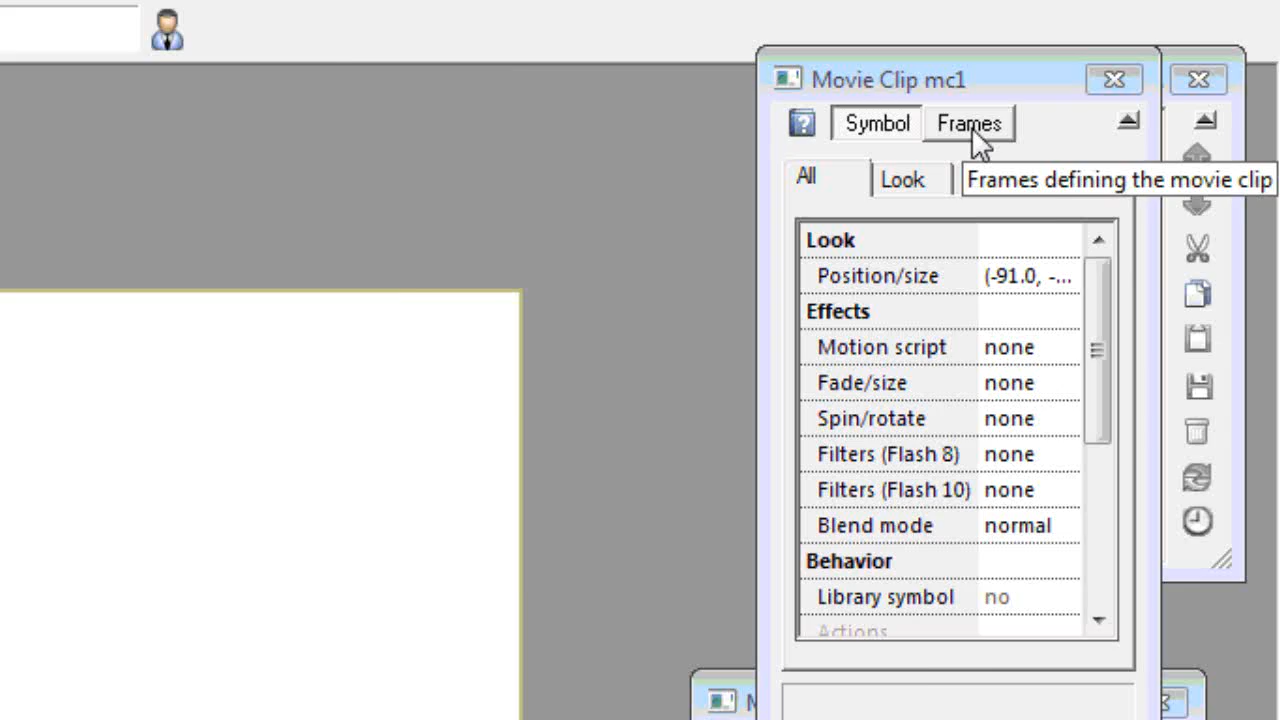 Movie Clip mc1
Symbol Frames
All Look Frames defining the movie clip
Look
Position/size (-91.0, -...
Effects
Motion script none
Fade/size none
Spin/rotate none
Filters (Flash 8) none
Filters (Flash 10) none
Blend mode normal
Behavior
Library symbol no
Actions